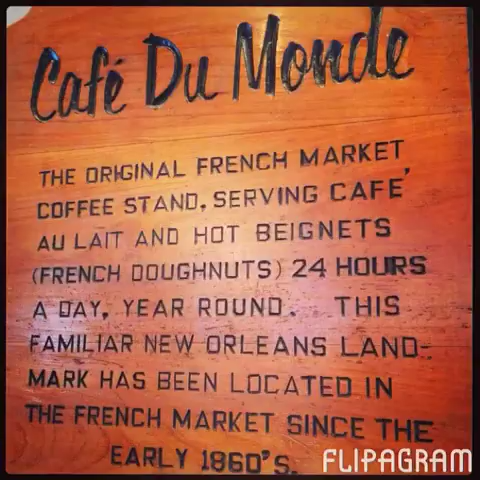 Café Du Monde
THE ORIGINAL FRENCH MARKET
COFFEE STAND, SERVING CAFE'
AU LAIT AND HOT BEIGNETS
(FRENCH DOUGHNUTS) 24 HOURS
A DAY, YEAR ROUND. THIS
FAMILIAR NEW ORLEANS LAND-
MARK HAS BEEN LOCATED IN
THE FRENCH MARKET SINCE THE
EARLY 1860'S.
FLIPAGRAM